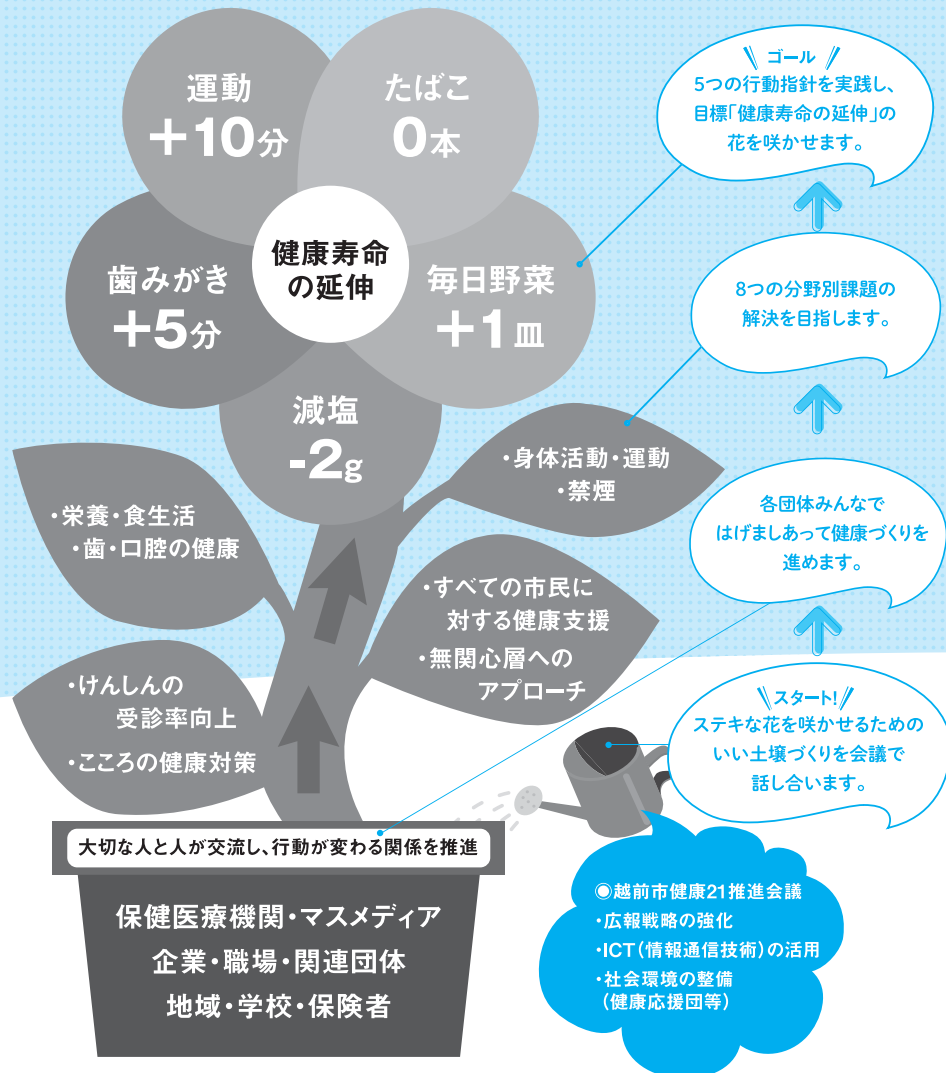 運動
+10分
たばこ
0本
健康寿命
の延伸
歯みがき
+5分
毎日野菜
+1皿
減塩
-2g
・身体活動・運動
・禁煙
・栄養・食生活
・歯・口腔の健康
・すべての市民に
対する健康支援
・無関心層への
アプローチ
・けんしんの
受診率向上
・こころの健康対策
大切な人と人が交流し、行動が変わる関係を推進
保健医療機関・マスメディア
企業・職場・関連団体
地域・学校・保険者
ゴール
5つの行動指針を実践し、
目標「健康寿命の延伸」の
花を咲かせます。
8つの分野別課題の
解決を目指します。
各団体みんなで
はげましあって健康づくりを
進めます。
スタート!
ステキな花を咲かせるための
いい土壌づくりを会議で
話し合います。
◉越前市健康21推進会議
・広報戦略の強化
・ICT(情報通信技術)の活用
・社会環境の整備
(健康応援団等)